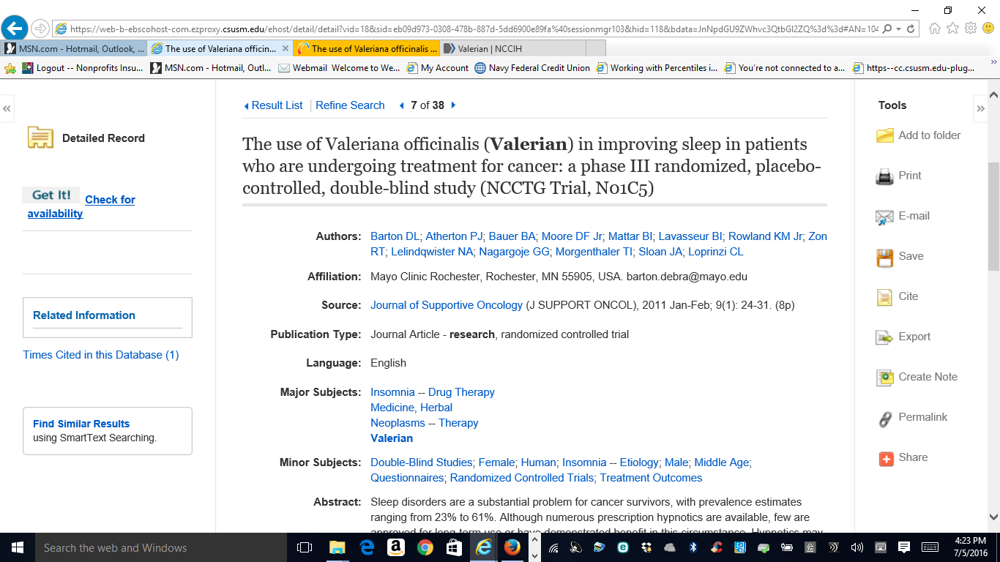 https://web-b-ebscohost-com.ezproxy.csusm.edu/ehost/detail/detail?vid=18&sid=eb09d973-0308-478b-887d-5dd6900e89fa%40sessionmgr103&hid=118&bdata=JnNpdGU9ZWhvc3QtbGl2ZQ%3d%3d#AN=104
MSN.com - Hotmail, Outlook, ...
The use of Valeriana officin...
The use of Valeriana officinalis ...
Valerian | NCCIH
Logout -- Nonprofits Insu...
MSN.com - Hotmail, Outl...
Webmail Welcome to We...
My Account
Navy Federal Credit Union
Working with Percentiles i...
You're not connected to a...
https--cc.csusm.edu-plug...
Result List
Refine Search
7 of 38
Tools
Detailed Record
Add to folder
The use of Valeriana officinalis (Valerian) in improving sleep in patients
who are undergoing treatment for cancer: a phase III randomized, placebo-
controlled, double-blind study (NCCTG Trial, N01C5)
Print
Get It! Check for
availability
E-mail
Authors: Barton DL; Atherton PJ; Bauer BA; Moore DF Jr; Mattar BI; Lavasseur BI; Rowland KM Jr; Zon
RT; Lelindqwister NA; Nagargoje GG; Morgenthaler TI; Sloan JA; Loprinzi CL
Save
Affiliation: Mayo Clinic Rochester, Rochester, MN 55905, USA. barton.debra@mayo.edu
Cite
Source: Journal of Supportive Oncology (J SUPPORT ONCOL), 2011 Jan-Feb; 9(1): 24-31. (8p)
Related Information
Publication Type: Journal Article - research, randomized controlled trial
Export
Times Cited in this Database (1)
Language: English
Create Note
Major Subjects: Insomnia -- Drug Therapy
Medicine, Herbal
Neoplasms -- Therapy
Valerian
Permalink
Find Similar Results
using SmartText Searching.
Share
Minor Subjects: Double-Blind Studies; Female; Human; Insomnia -- Etiology; Male; Middle Age;
Questionnaires; Randomized Controlled Trials; Treatment Outcomes
Abstract: Sleep disorders are a substantial problem for cancer survivors, with prevalence estimates
ranging from 23% to 61%. Although numerous prescription hypnotics are available, few are
approved for long-term use or have demonstrated benefit in this circumstance. Hypnotics may
Search the web and Windows
4:23 PM
7/5/2016